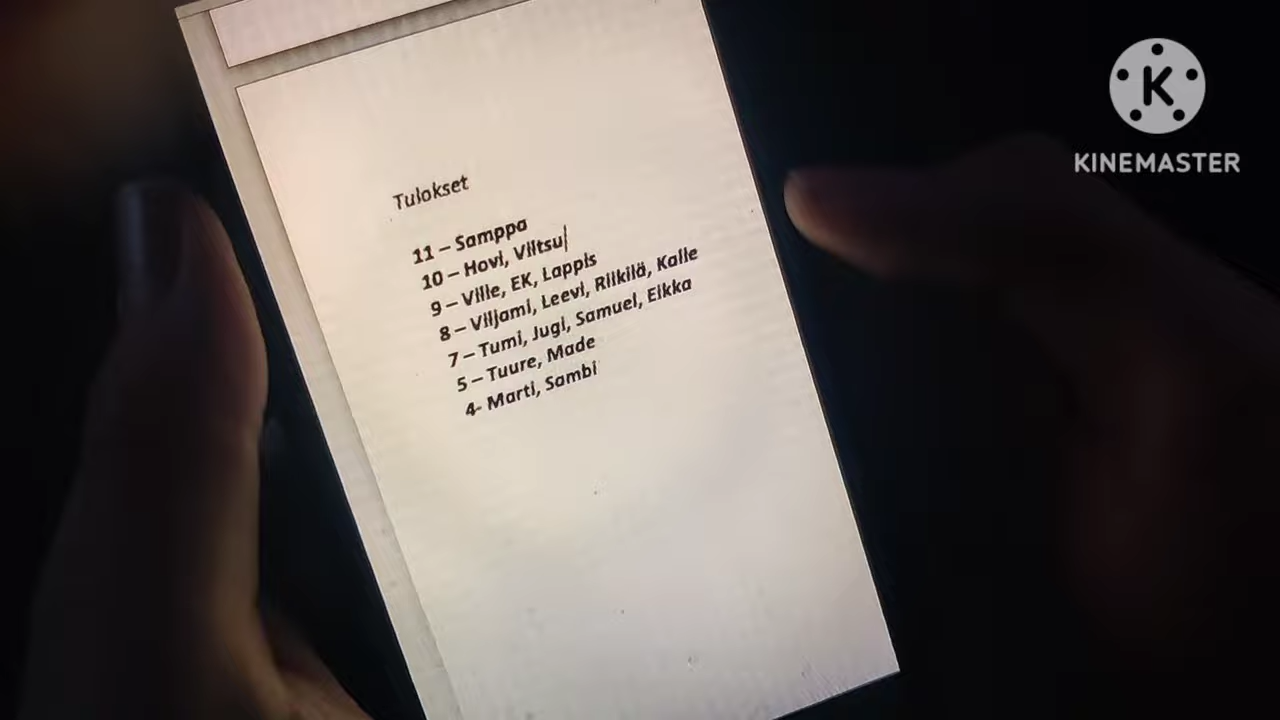 Tulokset
11 – Samppa
10 – Hovi, Viltsu
9 – Ville, EK, Lappis
8 – Viljami, Leevi, Riikilä, Kalle
7 – Tumi, Jugi, Samuel, Eikka
5 – Tuure, Made
4- Marti, Sambi
K
KINEMASTER